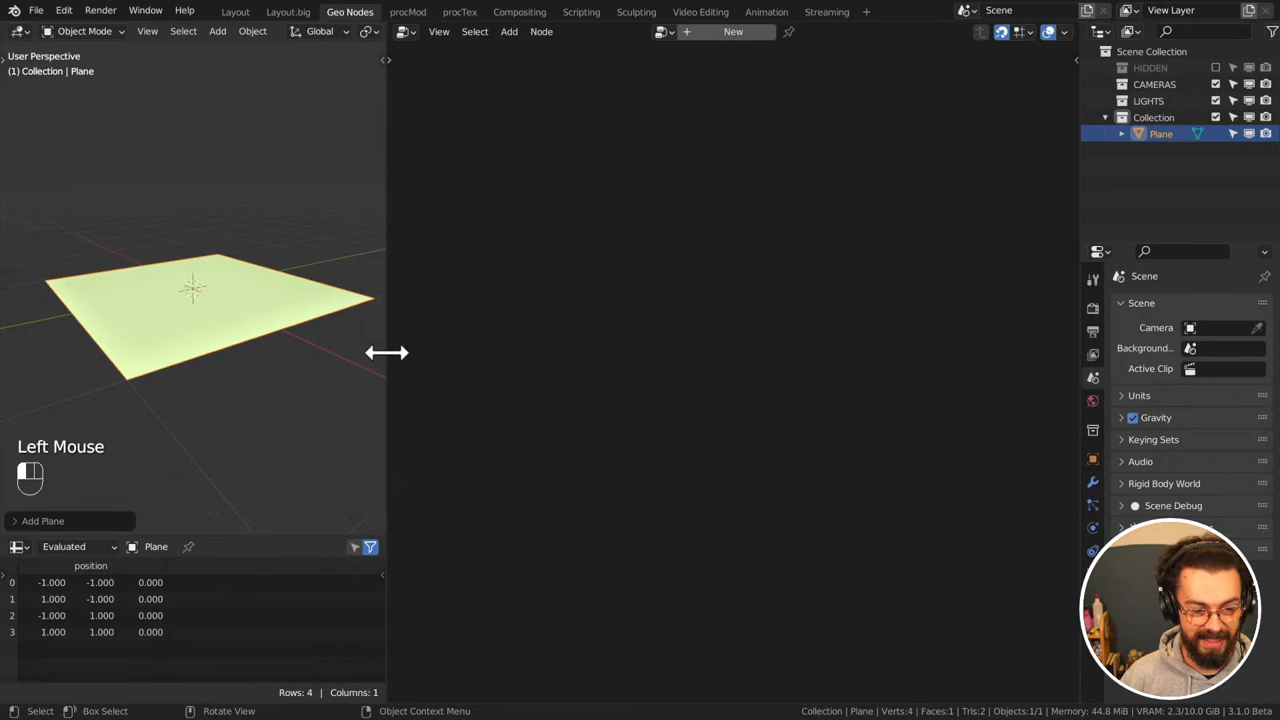 File Edit Render Window Help Layout Layout.big Geo Nodes procMod procTex Compositing Scripting Sculpting Video Editing Animation Streaming + Scene View Layer
Object Mode View Select Add Object Global View Select Add Node + New
User Perspective
(1) Collection | Plane
Scene Collection
HIDDEN
CAMERAS
LIGHTS
Collection
Plane
Scene
Scene
Camera
Background...
Active Clip
Units
Gravity
Keying Sets
Audio
Rigid Body World
Scene Debug
Left Mouse
Add Plane
Evaluated Plane
position
0 -1.000 -1.000 0.000
1 1.000 -1.000 0.000
2 -1.000 1.000 0.000
3 1.000 1.000 0.000
Rows: 4 | Columns: 1
Select Box Select Rotate View Object Context Menu Collection | Plane | Verts:4 | Faces:1 | Tris:2 | Objects:1/1 | Memory: 44.8 MiB | VRAM: 2.3/10.0 GiB | 3.1.0 Beta